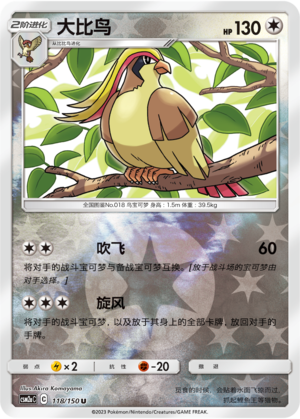 2阶进化
大比鸟
HP 130
从比比鸟进化
全国图鉴No.018 鸟宝可梦 身高：1.5m 体重：39.5kg
吹飞 60
将对手的战斗宝可梦与备战宝可梦互换。[放于战斗场的宝可梦由
对手选择。]
旋风
将对手的战斗宝可梦，以及放于其身上的全部卡牌，放回对手的
手牌。
弱点 ×2 抗性 -20 撤退
Illus. Akira Komayama
CSM2aC C 118/150 U
©2023 Pokémon/Nintendo/Creatures/GAME FREAK.